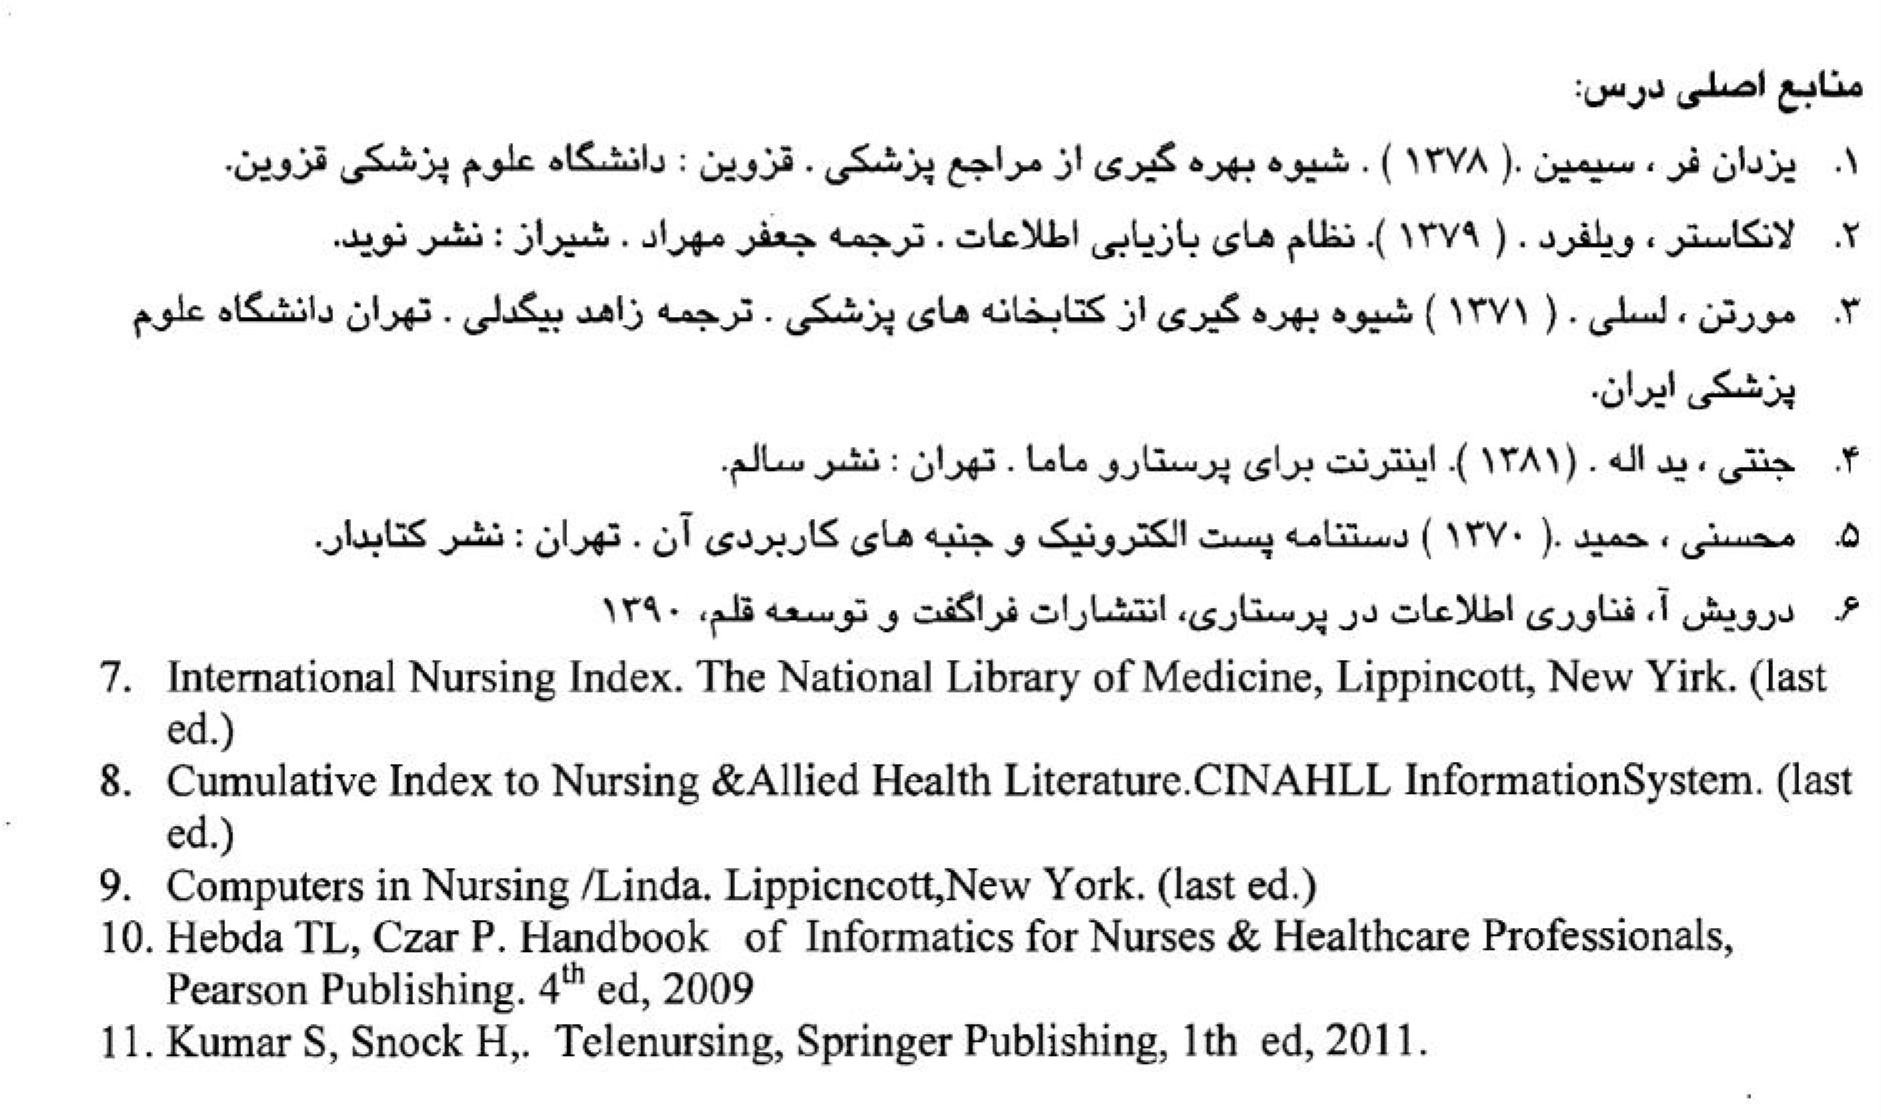 منابع اصلی درس:
۱. یزدان فر ، سیمین .( ۱۳۷۸ ) . شیوه بهره گیری از مراجع پزشکی . قزوین : دانشگاه علوم پزشکی قزوین.
۲. لانکاستر ، ویلفرد . ( ۱۳۷۹ ). نظام های بازیابی اطلاعات . ترجمه جعفر مهراد . شیراز : نشر نوید.
۳. مورتن ، لسلی . ( ۱۳۷۱ ) شیوه بهره گیری از کتابخانه های پزشکی . ترجمه زاهد بیگدلی . تهران دانشگاه علوم
پزشکی ایران.
۴. جنتی ، ید اله . (۱۳۸۱ ). اینترنت برای پرستارو ماما . تهران : نشر سالم.
۵. محسنی ، حمید .( ۱۳۷۰ ) دستنامه پست الکترونیک و جنبه های کاربردی آن . تهران : نشر کتابدار.
۶. درویش آ، فناوری اطلاعات در پرستاری، انتشارات فراگفت و توسعه قلم، ۱۳۹۰
7. International Nursing Index. The National Library of Medicine, Lippincott, New Yirk. (last
ed.)
8. Cumulative Index to Nursing &Allied Health Literature.CINAHLL InformationSystem. (last
ed.)
9. Computers in Nursing /Linda. Lippicncott,New York. (last ed.)
10. Hebda TL, Czar P. Handbook of Informatics for Nurses & Healthcare Professionals,
Pearson Publishing. 4th ed, 2009
11. Kumar S, Snock H,. Telenursing, Springer Publishing, 1th ed, 2011.